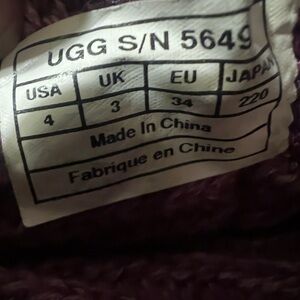 UGG S/N 5649
USA UK EU JAPAN
4 3 34 220
Made In China
Fabrique en Chine